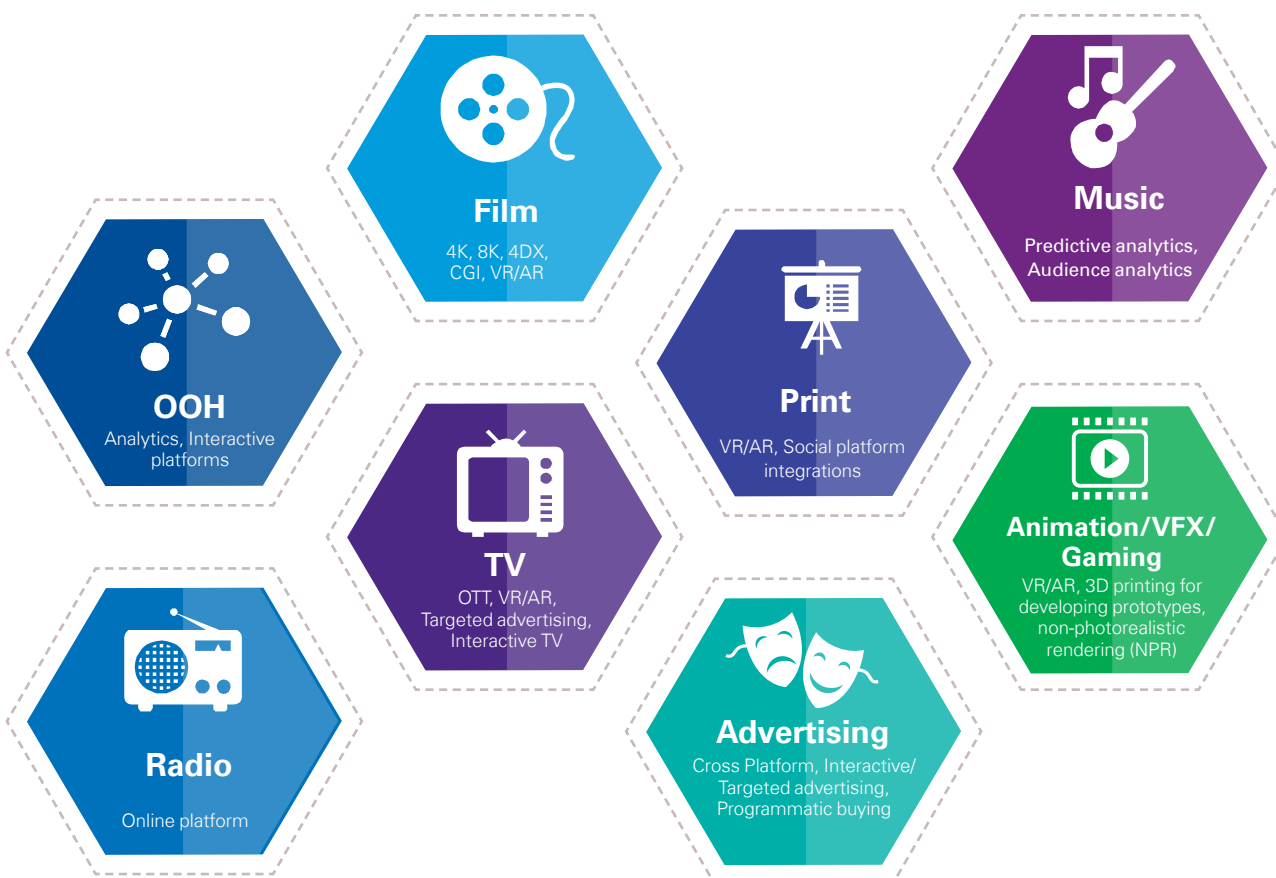 Film
4K, 8K, 4DX,
CGI, VR/AR
Music
Predictive analytics,
Audience analytics
OOH
Analytics, Interactive
platforms
Print
VR/AR, Social platform
integrations
TV
OTT, VR/AR,
Targeted advertising,
Interactive TV
Animation/VFX/
Gaming
VR/AR, 3D printing for
developing prototypes,
non-photorealistic
rendering (NPR)
Radio
Online platform
Advertising
Cross Platform, Interactive/
Targeted advertising,
Programmatic buying